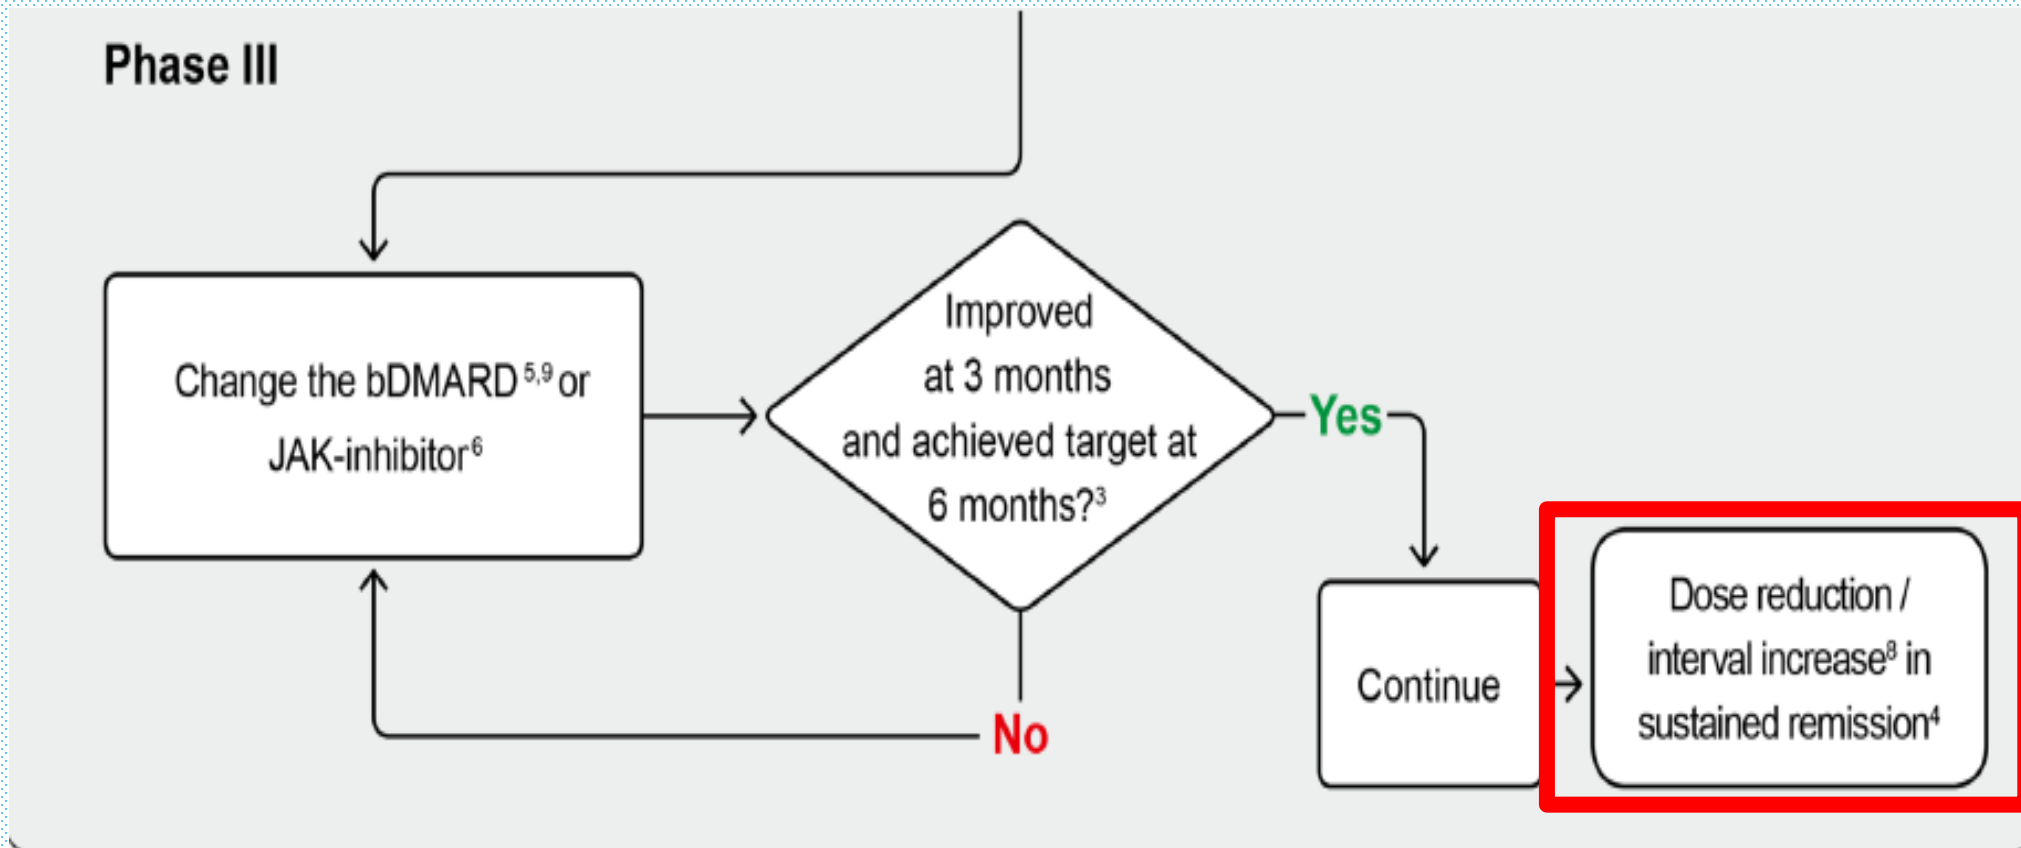 Phase III
Change the bDMARD⁵,⁹ or
JAK-inhibitor⁶
Improved
at 3 months
and achieved target at
6 months?³
Yes
No
Continue
Dose reduction /
interval increase⁸ in
sustained remission⁴